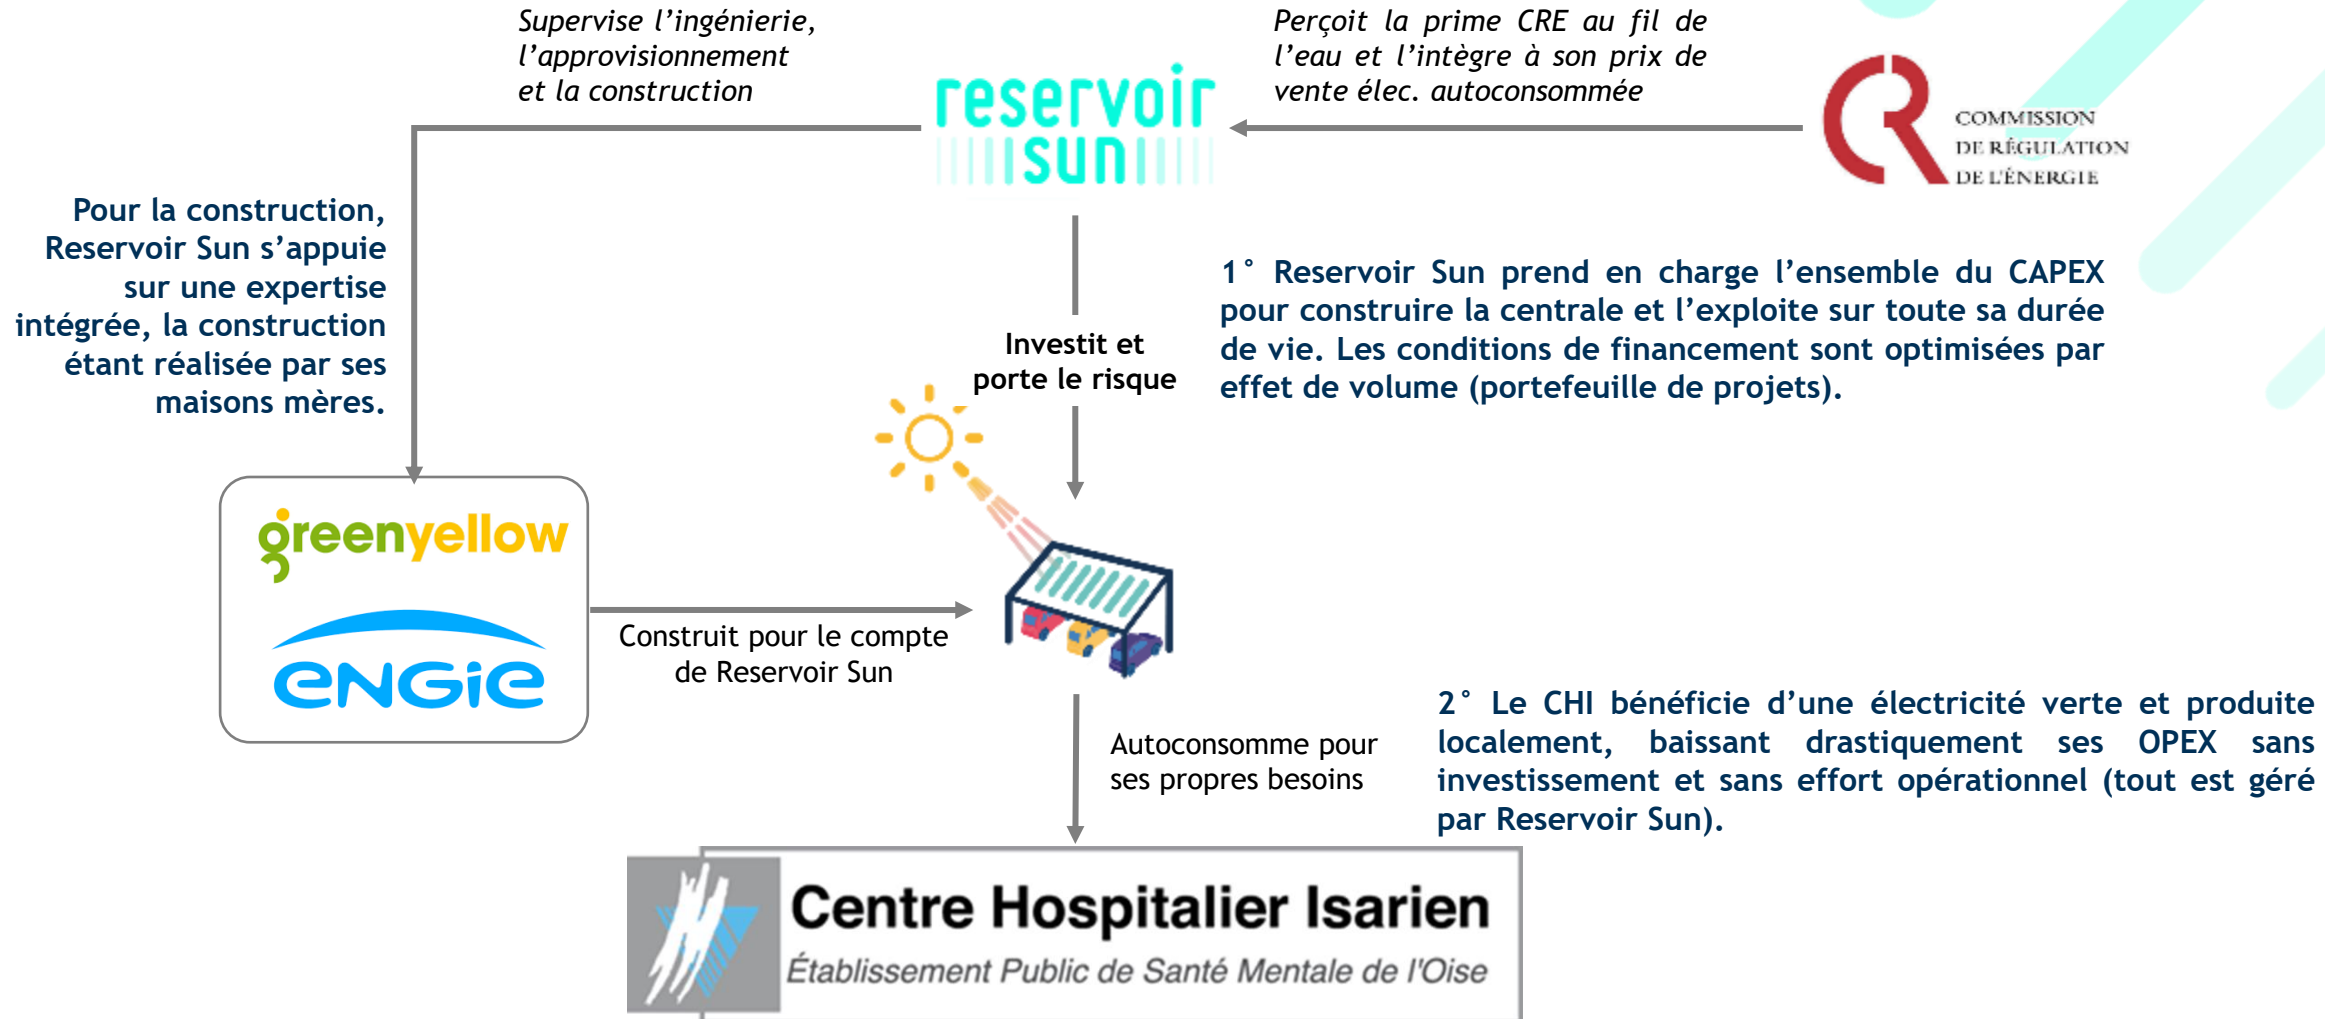 Supervise l’ingénierie,
l’approvisionnement
et la construction
Perçoit la prime CRE au fil de
l’eau et l’intègre à son prix de
vente élec. autoconsommée
reservoir
sun
COMMISSION
DE RÉGULATION
DE L'ÉNERGIE
Pour la construction,
Reservoir Sun s’appuie
sur une expertise
intégrée, la construction
étant réalisée par ses
maisons mères.
1° Reservoir Sun prend en charge l’ensemble du CAPEX
pour construire la centrale et l’exploite sur toute sa durée
de vie. Les conditions de financement sont optimisées par
effet de volume (portefeuille de projets).
Investit et
porte le risque
greenyellow
ENGIE
Construit pour le compte
de Reservoir Sun
Autoconsomme pour
ses propres besoins
2° Le CHI bénéficie d’une électricité verte et produite
localement, baissant drastiquement ses OPEX sans
investissement et sans effort opérationnel (tout est géré
par Reservoir Sun).
Centre Hospitalier Isarien
Établissement Public de Santé Mentale de l'Oise